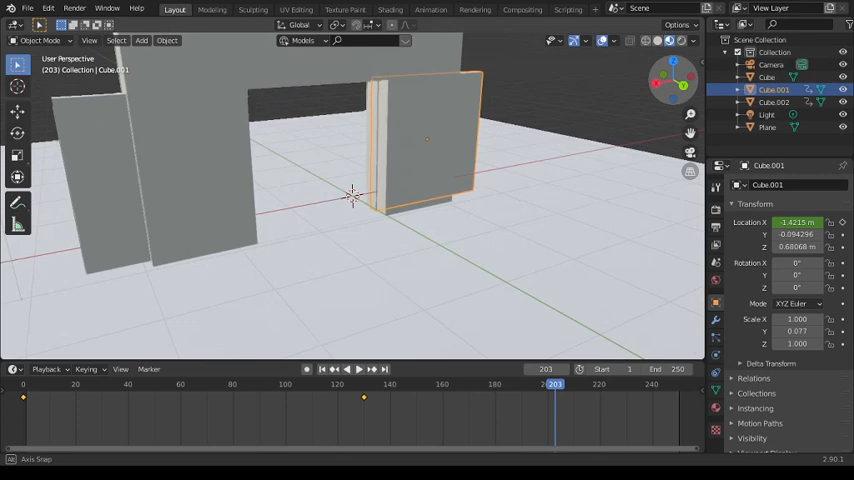 File Edit Render Window Help Layout Modeling Sculpting UV Editing Texture Paint Shading Animation Rendering Compositing Scripting Scene View Layer
Global Options
Object Mode View Select Add Object Models
User Perspective
(203) Collection | Cube.001
Scene Collection
Collection
Camera
Cube
Cube.001
Cube.002
Light
Plane
Cube.001
Cube.001
Transform
Location X -1.4215 m
Y -0.094296
Z 0.68068 m
Rotation X 0°
Y 0°
Z 0°
Mode XYZ Euler
Scale X 1.000
Y 0.077
Z 1.000
Delta Transform
Relations
Collections
Instancing
Motion Paths
Visibility
Playback Keying View Marker 203 Start 1 End 250
0 20 40 60 80 100 120 140 160 180 203 220 240
Axis Snap 2.90.1